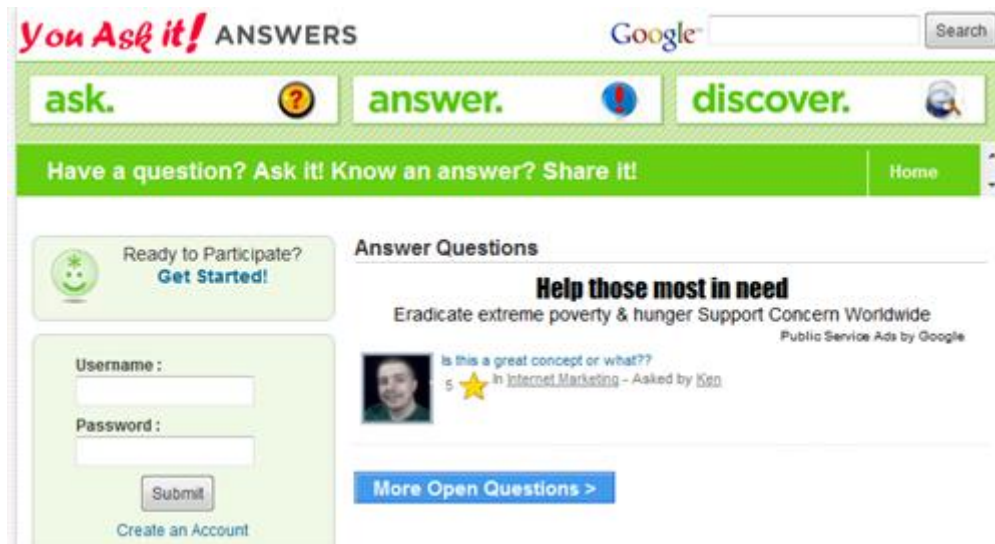 You Ask it! ANSWERS
Google
Search
ask.
?
answer.
!
discover.
Have a question? Ask it! Know an answer? Share it!
Home
Ready to Participate?
Get Started!
Username :
Password :
Submit
Create an Account
Answer Questions
Help those most in need
Eradicate extreme poverty & hunger Support Concern Worldwide
Public Service Ads by Google
Is this a great concept or what??
5 In Internet Marketing - Asked by Ken
More Open Questions >